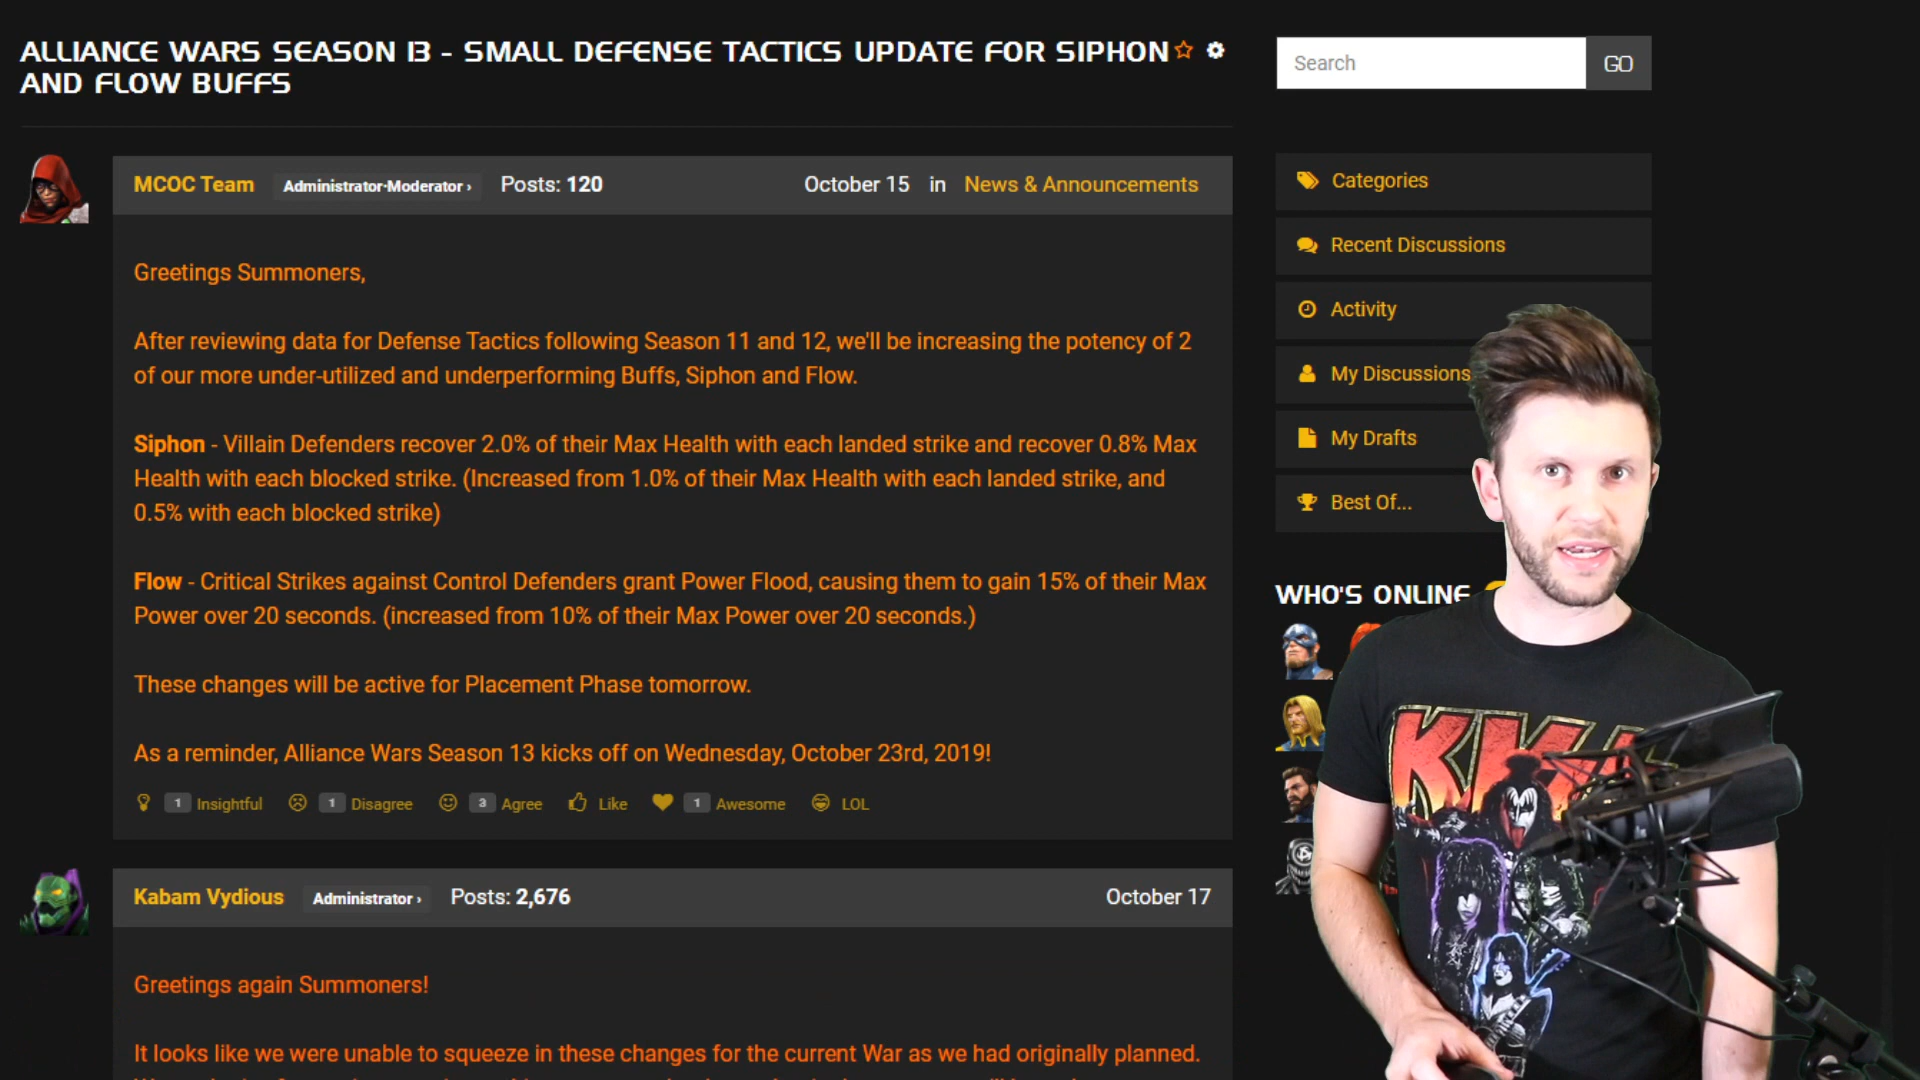 ALLIANCE WARS SEASON 13 - SMALL DEFENSE TACTICS UPDATE FOR SIPHON
AND FLOW BUFFS
Search
GO
MCOC Team Administrator·Moderator › Posts: 120 October 15 in News & Announcements
Greetings Summoners,
After reviewing data for Defense Tactics following Season 11 and 12, we'll be increasing the potency of 2
of our more under-utilized and underperforming Buffs, Siphon and Flow.
Siphon - Villain Defenders recover 2.0% of their Max Health with each landed strike and recover 0.8% Max
Health with each blocked strike. (Increased from 1.0% of their Max Health with each landed strike, and
0.5% with each blocked strike)
Flow - Critical Strikes against Control Defenders grant Power Flood, causing them to gain 15% of their Max
Power over 20 seconds. (increased from 10% of their Max Power over 20 seconds.)
These changes will be active for Placement Phase tomorrow.
As a reminder, Alliance Wars Season 13 kicks off on Wednesday, October 23rd, 2019!
1 Insightful 1 Disagree 3 Agree Like 1 Awesome LOL
Kabam Vydious Administrator › Posts: 2,676 October 17
Greetings again Summoners!
It looks like we were unable to squeeze in these changes for the current War as we had originally planned.
Categories
Recent Discussions
Activity
My Discussions
My Drafts
Best Of...
WHO'S ONLINE